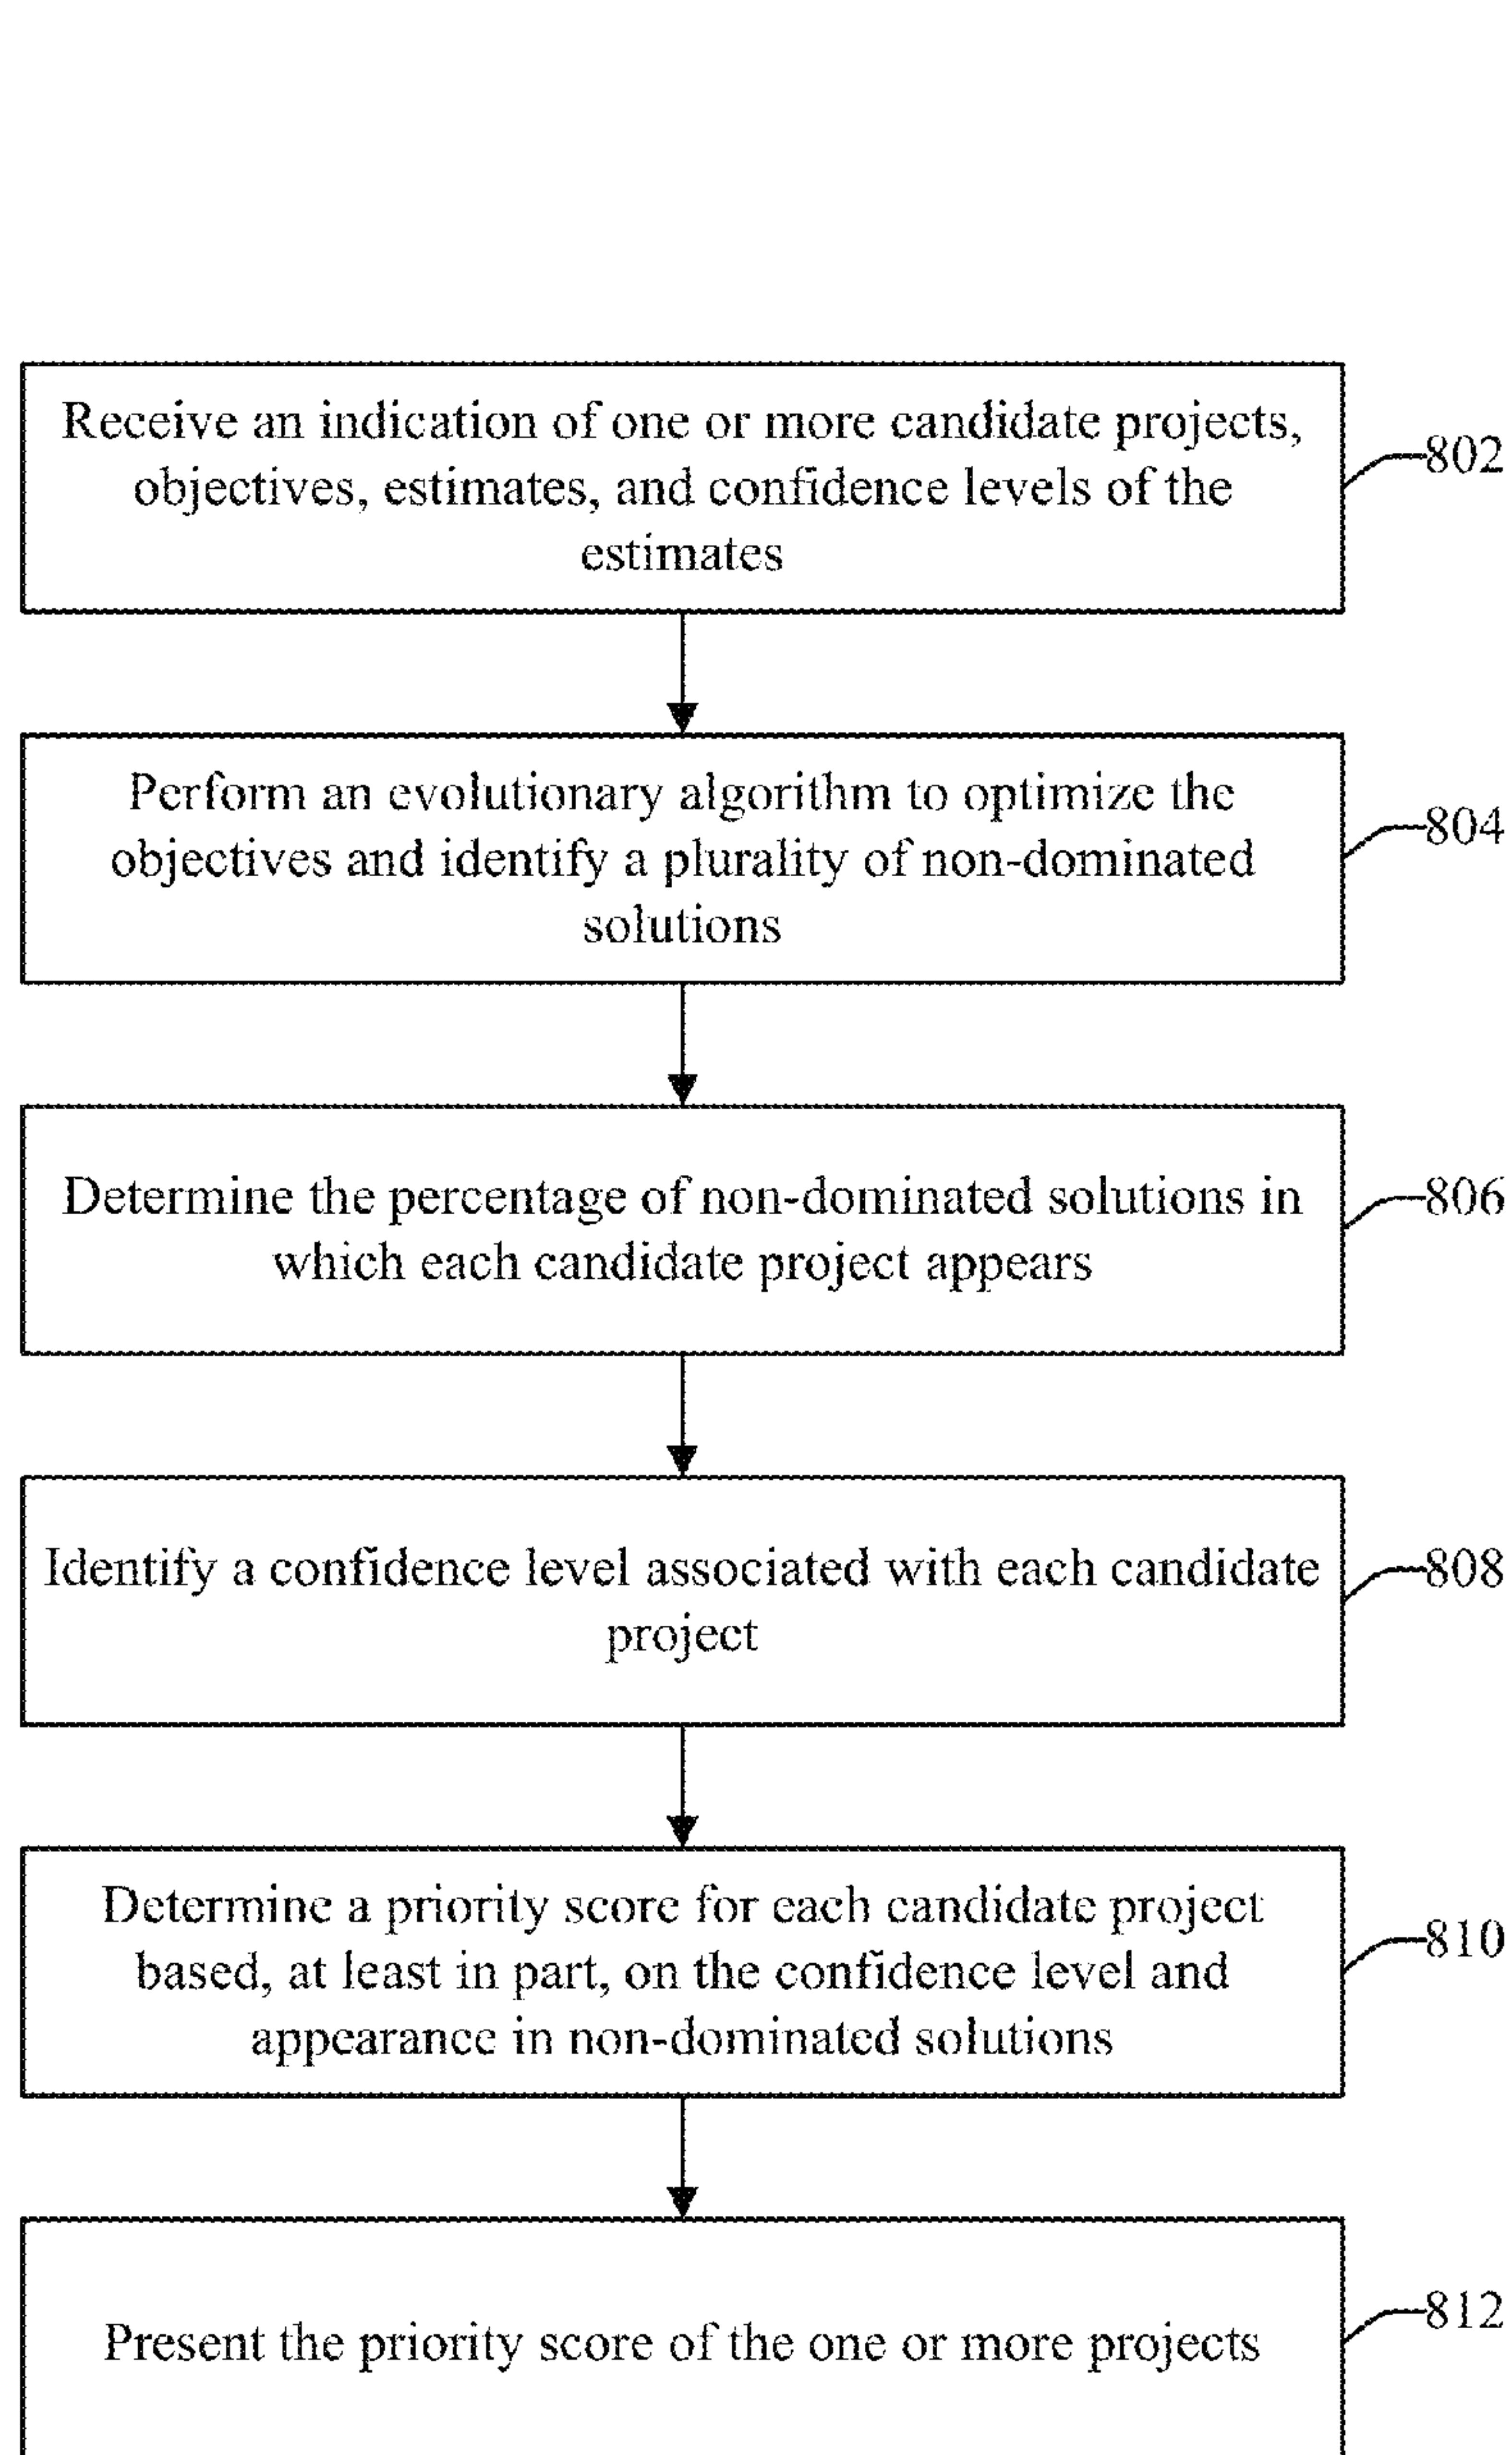 Receive an indication of one or more candidate projects,
objectives, estimates, and confidence levels of the
estimates
802
Perform an evolutionary algorithm to optimize the
objectives and identify a plurality of non-dominated
solutions
804
Determine the percentage of non-dominated solutions in
which each candidate project appears
806
Identify a confidence level associated with each candidate
project
808
Determine a priority score for each candidate project
based, at least in part, on the confidence level and
appearance in non-dominated solutions
810
Present the priority score of the one or more projects
812